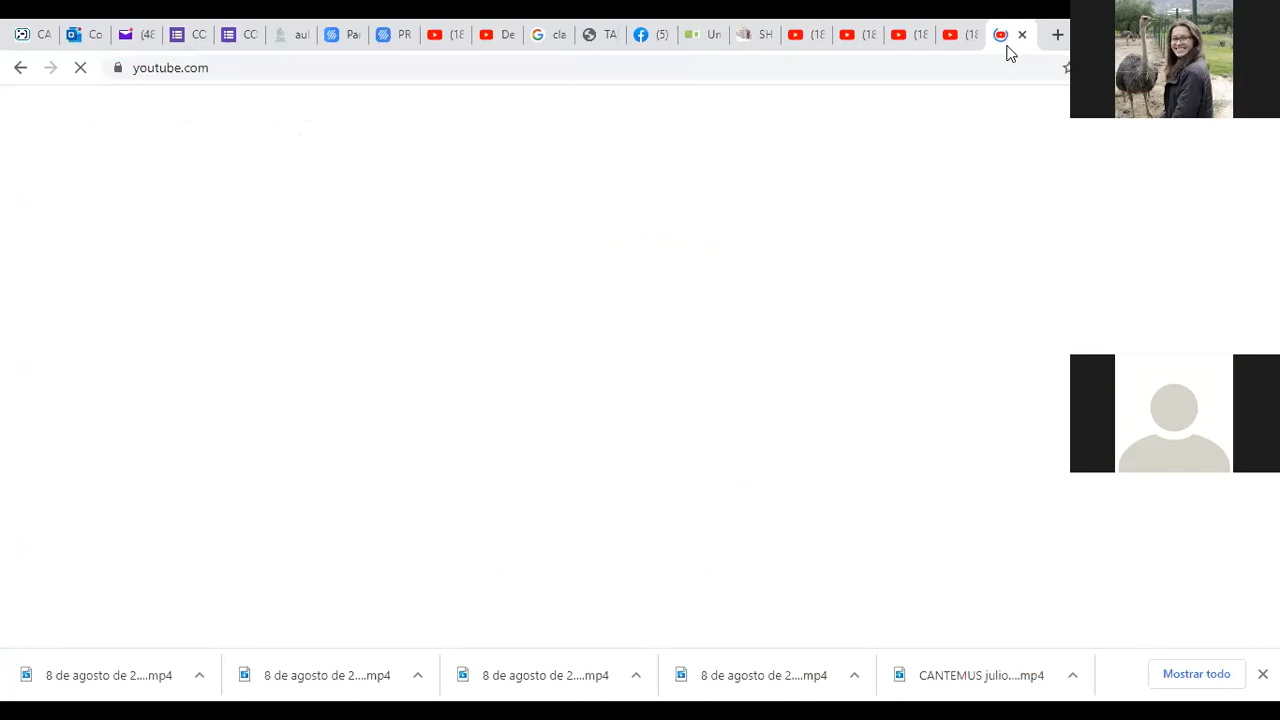 CA Co (48 CC CC aul Pai PR (18 De cla TA (5) Un SH (18 (18 (18 (18
youtube.com
8 de agosto de 2....mp4 8 de agosto de 2....mp4 8 de agosto de 2....mp4 8 de agosto de 2....mp4 CANTEMUS julio....mp4 Mostrar todo